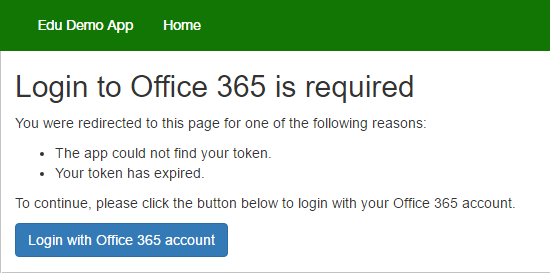 Edu Demo App Home
Login to Office 365 is required
You were redirected to this page for one of the following reasons:
The app could not find your token.
Your token has expired.
To continue, please click the button below to login with your Office 365 account.
Login with Office 365 account